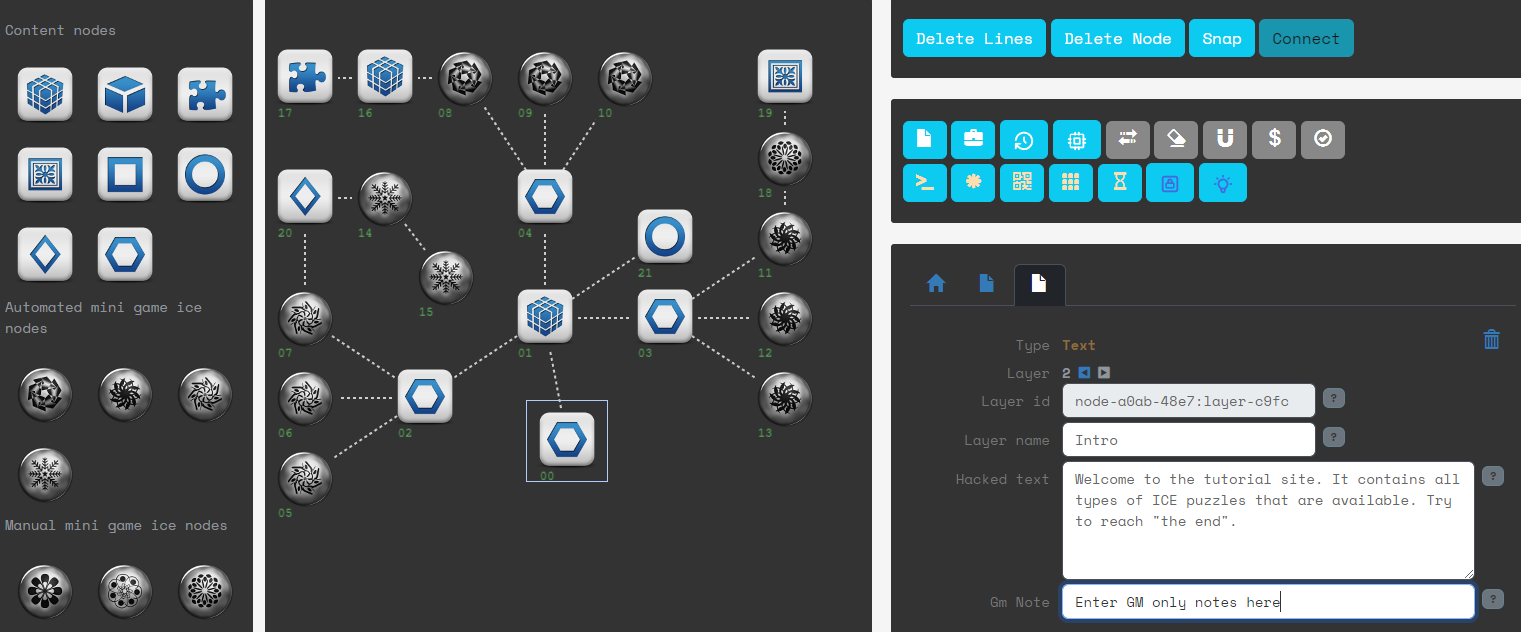 Content nodes
Automated mini game ice
nodes
Manual mini game ice nodes
17
16
08
09
10
19
18
20
14
04
21
11
15
07
01
03
12
06
02
13
00
05
Delete Lines
Delete Node
Snap
Connect
Type Text
Layer 2
Layer id node-a0ab-48e7:layer-c9fc ?
Layer name Intro ?
Hacked text Welcome to the tutorial site. It contains all ?
types of ICE puzzles that are available. Try
to reach "the end".
Gm Note Enter GM only notes here ?